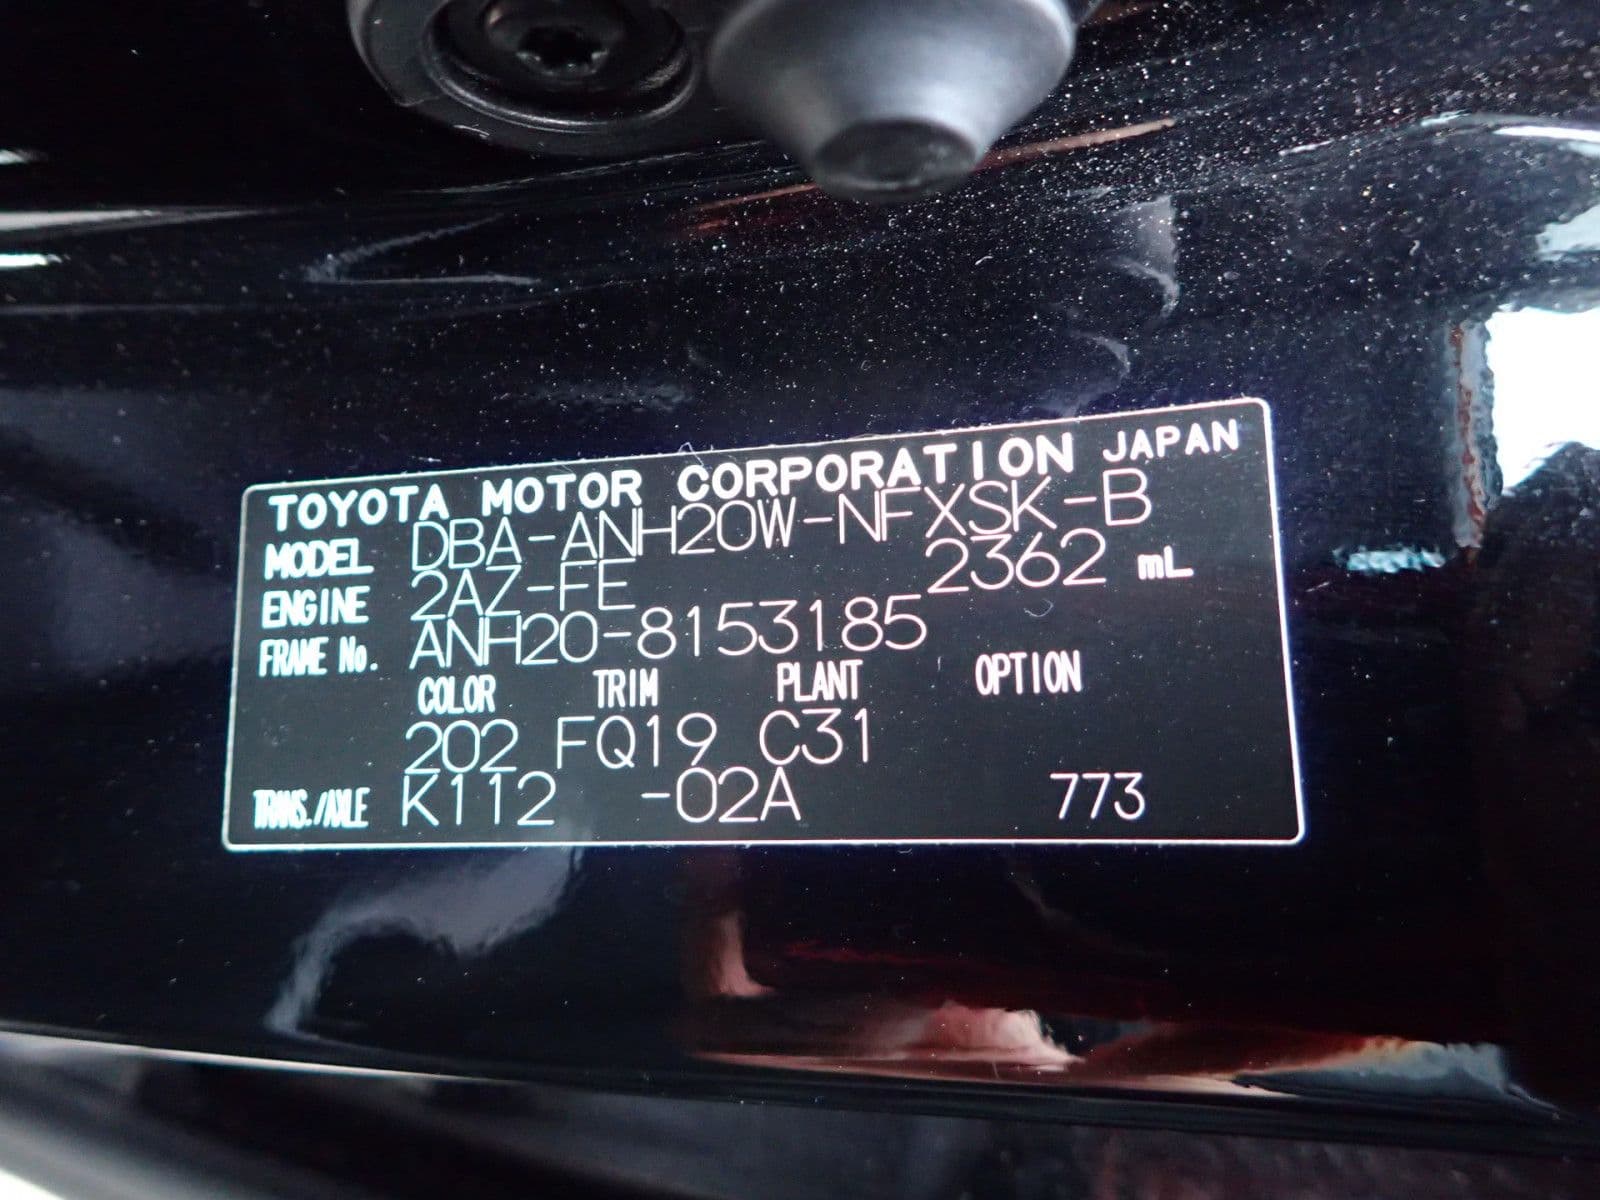 TOYOTA MOTOR CORPORATION JAPAN
MODEL DBA-ANH20W-NFXSK-B
ENGINE 2AZ-FE 2362 mL
FRAME No. ANH20-8153185
COLOR TRIM PLANT OPTION
202 FQ19 C31
TRANS./AXLE K112 -02A 773